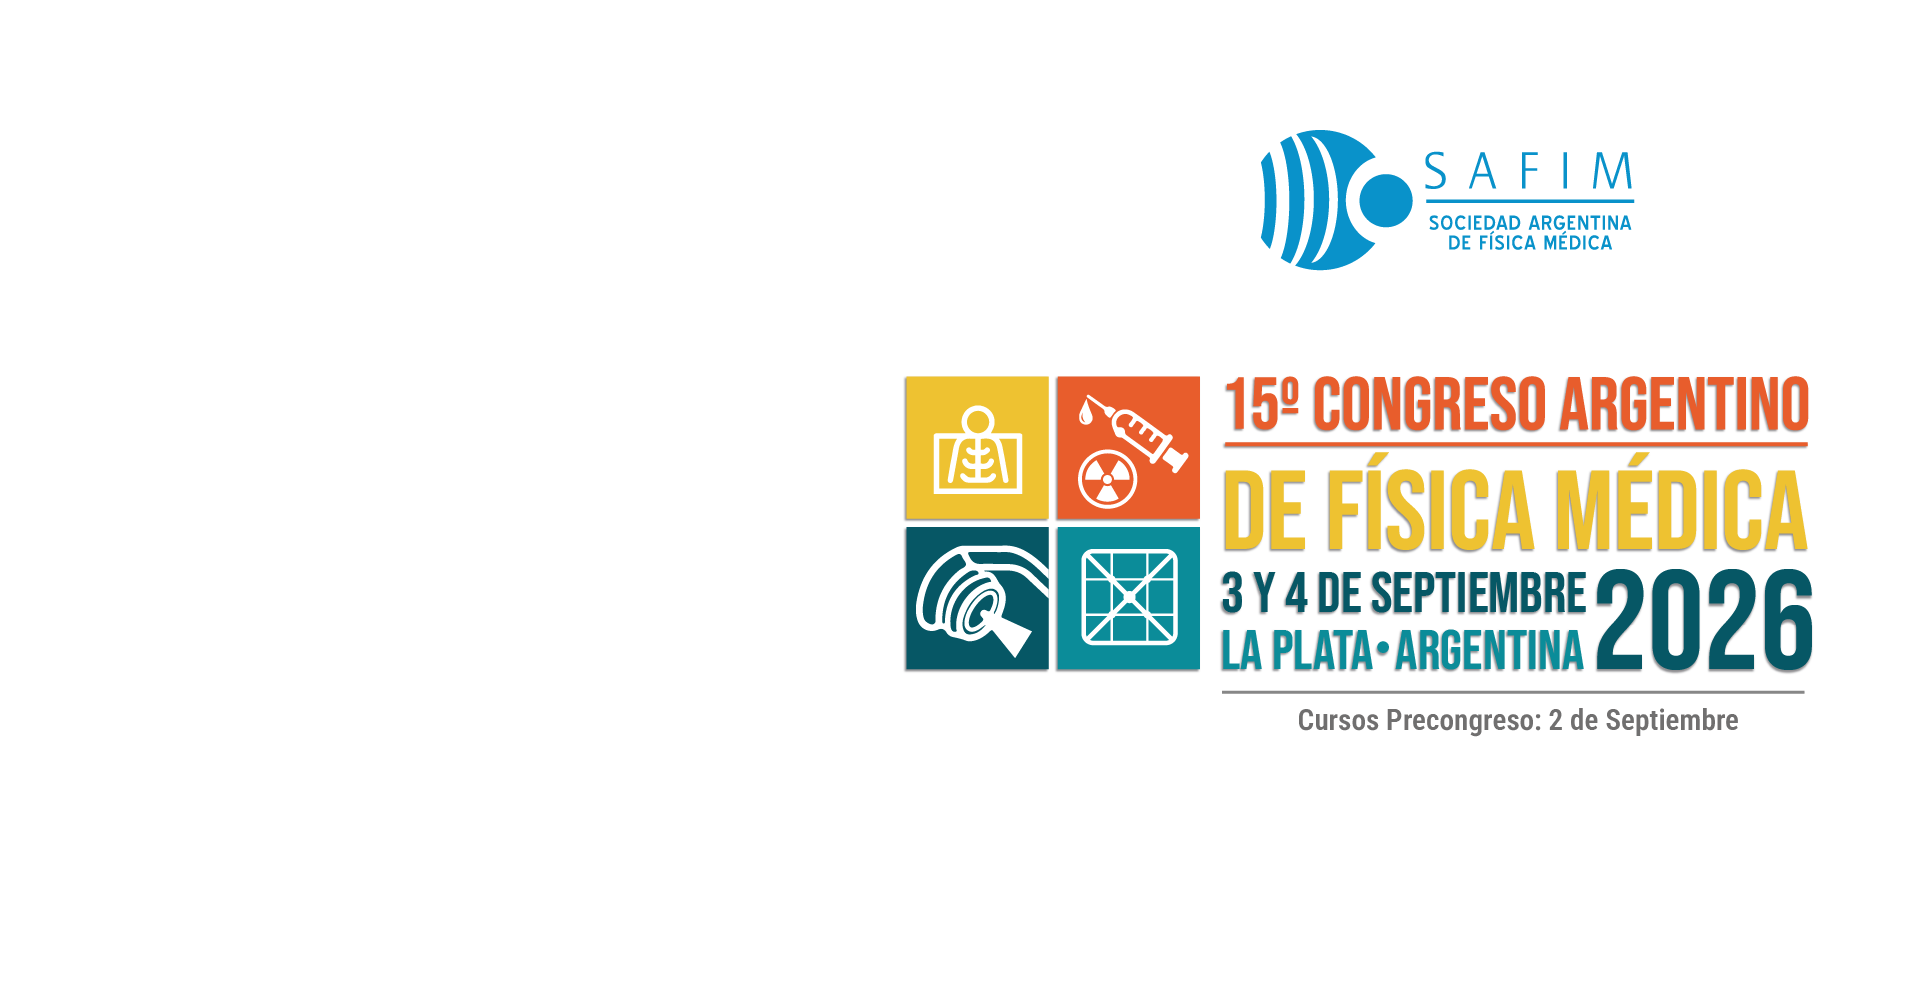 SAFIM
SOCIEDAD ARGENTINA
DE FÍSICA MÉDICA
15º CONGRESO ARGENTINO
DE FÍSICA MÉDICA
3 Y 4 DE SEPTIEMBRE
LA PLATA•ARGENTINA
2026
Cursos Precongreso: 2 de Septiembre